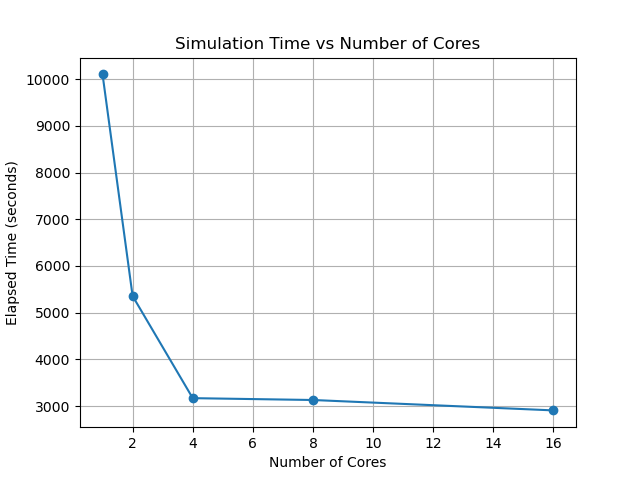 Simulation Time vs Number of Cores
10000
9000
8000
7000
6000
5000
4000
3000
Elapsed Time (seconds)
2 4 6 8 10 12 14 16
Number of Cores